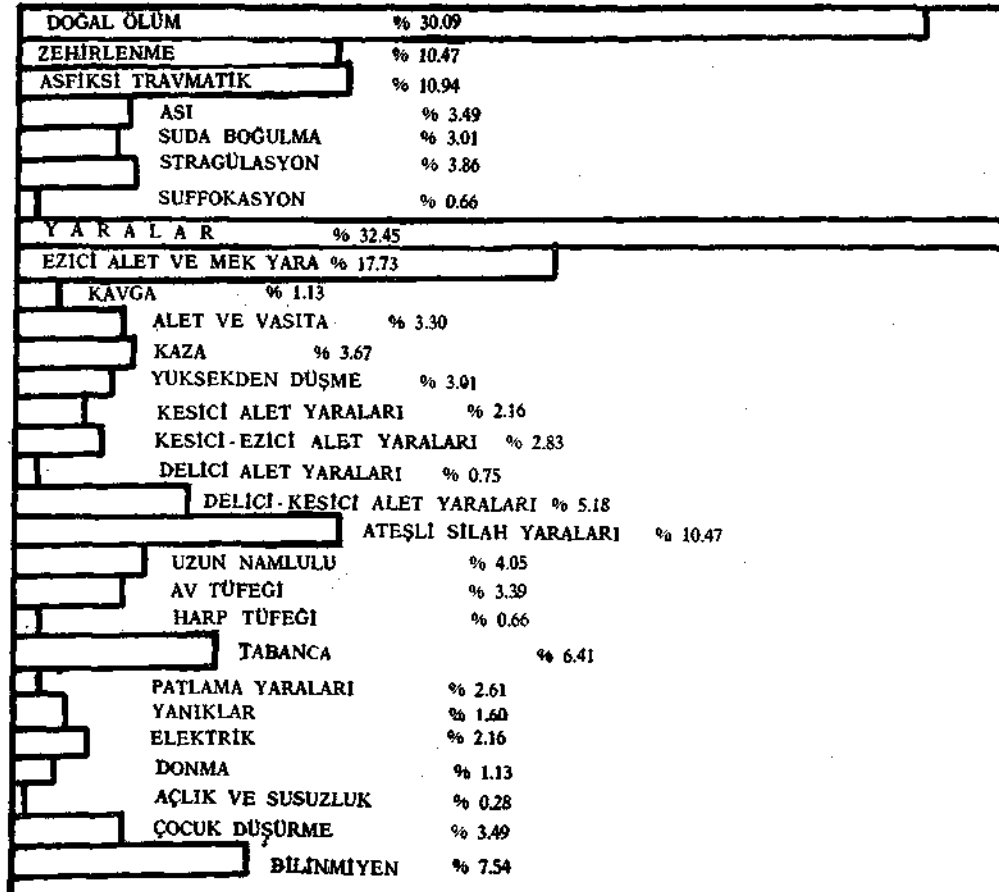 DOĞAL ÖLÜM % 30.09
ZEHİRLENME % 10.47
ASFİKSİ TRAVMATİK % 10.94
ASI % 3.49
SUDA BOĞULMA % 3.01
STRAGÜLASYON % 3.86
SUFFOKASYON % 0.66
Y A R A L A R % 32.45
EZİCİ ALET VE MEK YARA % 17.73
KAVGA % 1.13
ALET VE VASITA % 3.30
KAZA % 3.67
YUKSEKDEN DÜŞME % 3.01
KESİCİ ALET YARALARI % 2.16
KESİCİ-EZİCİ ALET YARALARI % 2.83
DELİCİ ALET YARALARI % 0.75
DELİCİ-KESİCİ ALET YARALARI % 5.18
ATEŞLİ SİLAH YARALARI % 10.47
UZUN NAMLULU % 4.05
AV TÜFEĞİ % 3.39
HARP TÜFEĞİ % 0.66
TABANCA % 6.41
PATLAMA YARALARI % 2.61
YANIKLAR % 1.60
ELEKTRİK % 2.16
DONMA % 1.13
AÇLIK VE SUSUZLUK % 0.28
ÇOCUK DÜŞÜRME % 3.49
BİLİNMİYEN % 7.54